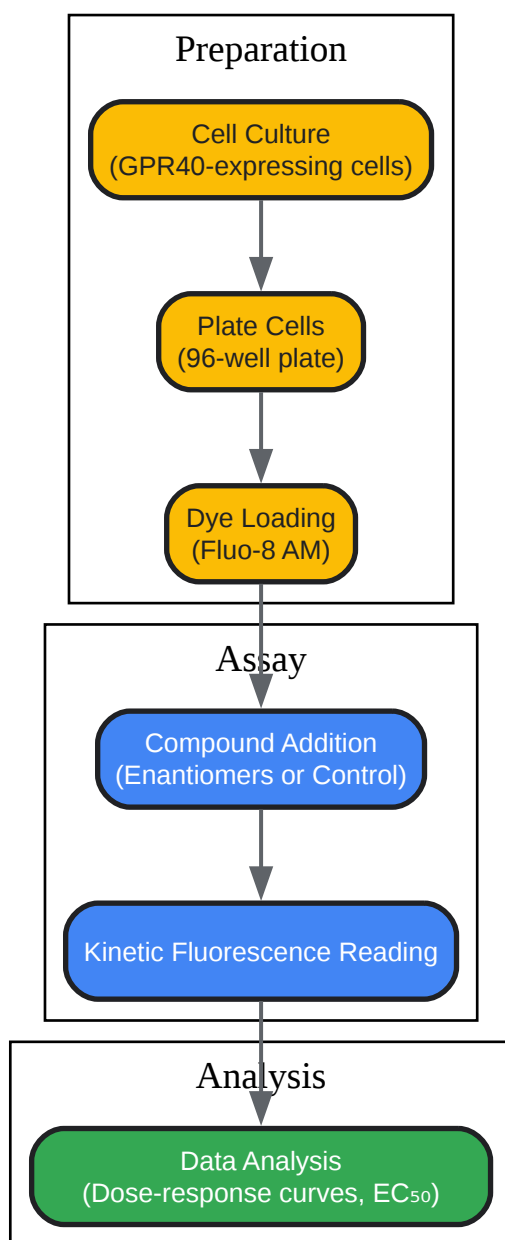 Preparation
Cell Culture
(GPR40-expressing cells)
Plate Cells
(96-well plate)
Dye Loading
(Fluo-8 AM)
Assay
Compound Addition
(Enantiomers or Control)
Kinetic Fluorescence Reading
Analysis
Data Analysis
(Dose-response curves, EC₅₀)